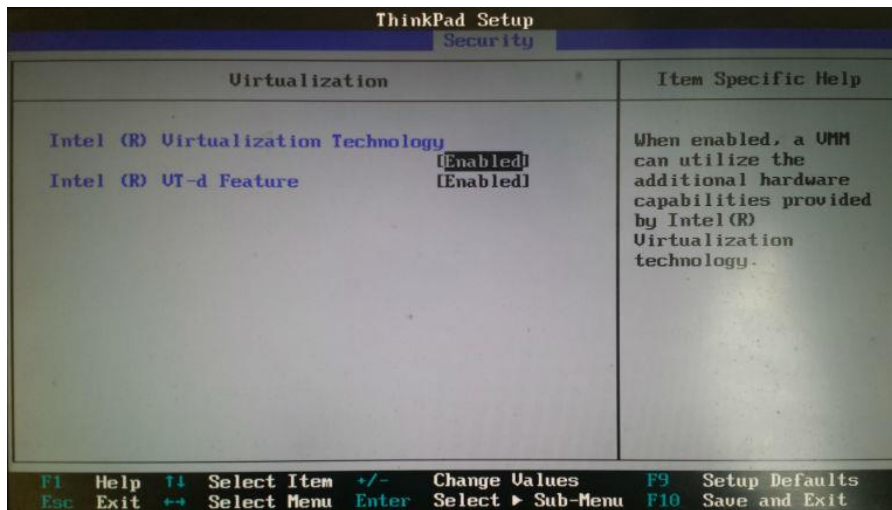 ThinkPad Setup
Security
Virtualization
Intel (R) Virtualization Technology
[Enabled]
Intel (R) VT-d Feature [Enabled]
Item Specific Help
When enabled, a VMM
can utilize the
additional hardware
capabilities provided
by Intel(R)
Virtualization
technology.
F1 Help ↑↓ Select Item +/- Change Values F9 Setup Defaults
Esc Exit ←→ Select Menu Enter Select ▶ Sub-Menu F10 Save and Exit